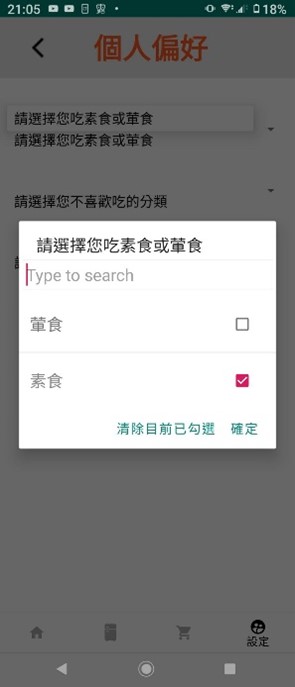 21:05
18%
個人偏好
請選擇您吃素食或葷食
請選擇您吃素食或葷食
請選擇您不喜歡吃的分類
請選擇您吃素食或葷食
Type to search
葷食
素食
清除目前已勾選 確定
設定